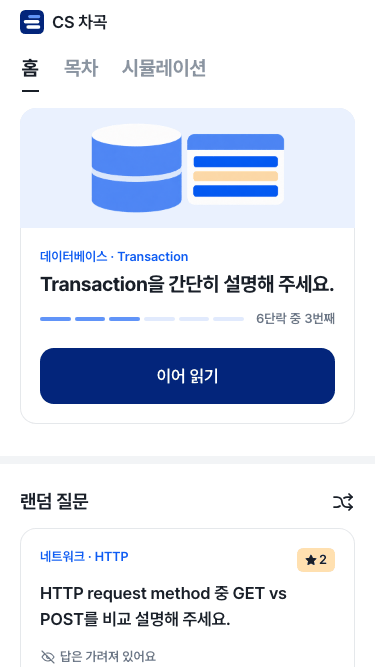 CS 차곡
홈 목차 시뮬레이션
데이터베이스 · Transaction
Transaction을 간단히 설명해 주세요.
6단락 중 3번째
이어 읽기
랜덤 질문
네트워크 · HTTP
★2
HTTP request method 중 GET vs
POST를 비교 설명해 주세요.
답은 가려져 있어요